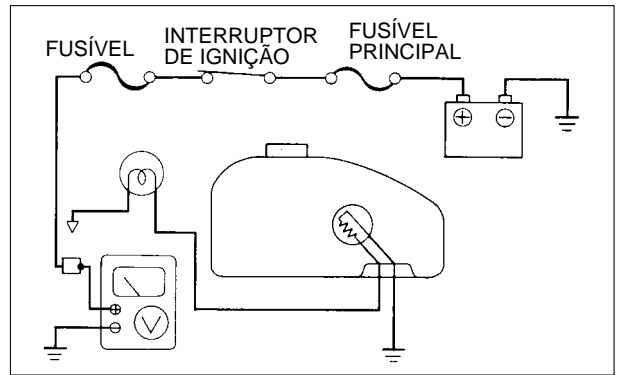 FUSÍVEL
INTERRUPTOR
DE IGNIÇÃO
FUSÍVEL
PRINCIPAL
+ −
+
−
V